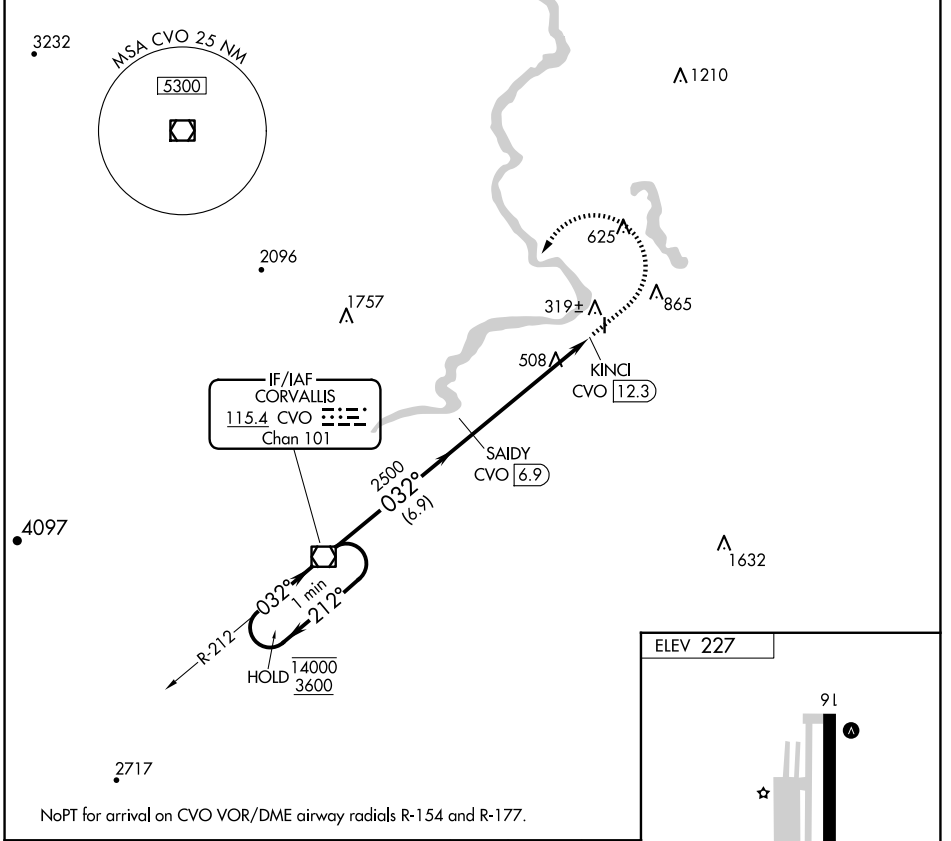 3232
MSA CVO 25 NM
5300
1210
625
2096
865
1757
319±
508
KINCI
CVO 12.3
IF/IAF
CORVALLIS
115.4 CVO
Chan 101
SAIDY
CVO 6.9
2500
032°
(6.9)
4097
1632
032°
1 min
212°
R-212
HOLD 14000
3600
ELEV 227
16
V
2717
NoPT for arrival on CVO VOR/DME airway radials R-154 and R-177.